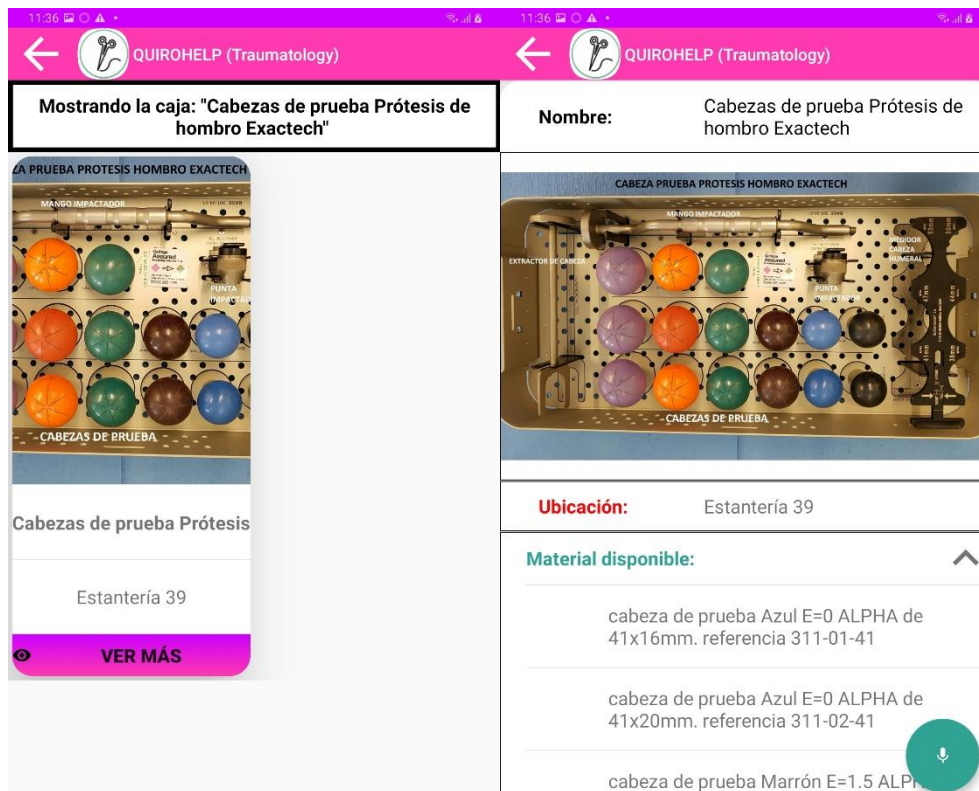 11:36
QUIROHELP (Traumatology)
Mostrando la caja: "Cabezas de prueba Prótesis de
hombro Exactech"
ZA PRUEBA PROTESIS HOMBRO EXACTECH
MANGO IMPACTADOR
Assured
PUNTA
IMPACTAD
CABEZAS DE PRUEBA
Cabezas de prueba Prótesis
Estantería 39
VER MÁS
11:36
QUIROHELP (Traumatology)
Nombre:
Cabezas de prueba Prótesis de
hombro Exactech
CABEZA PRUEBA PROTESIS HOMBRO EXACTECH
MANGO IMPACTADOR
EXTRACTOR DE CABEZA
MEDIDOR
CABEZA
HUMERAL
Assured
PUNTA
IMPACTADOR
CABEZAS DE PRUEBA
Ubicación:
Estantería 39
Material disponible:
cabeza de prueba Azul E=0 ALPHA de
41x16mm. referencia 311-01-41
cabeza de prueba Azul E=0 ALPHA de
41x20mm. referencia 311-02-41
cabeza de prueba Marrón E=1.5 ALP